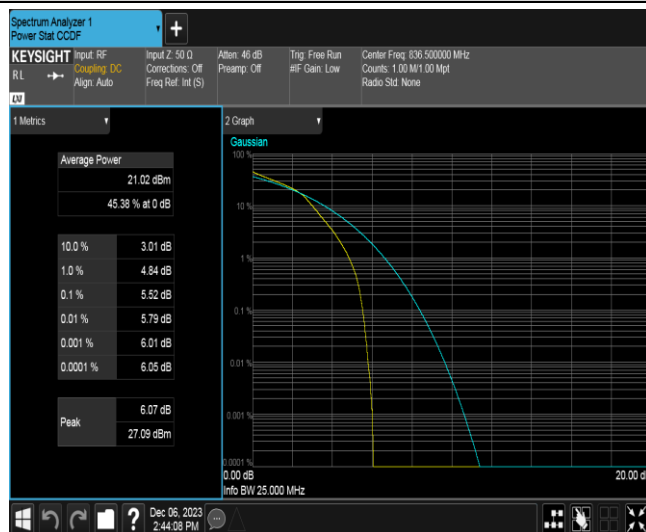 Spectrum Analyzer 1
Power Stat CCDF
+
KEYSIGHT
RL
LXI
Input: RF
Coupling: DC
Align: Auto
Input Z: 50 Ω
Corrections: Off
Freq Ref: Int (S)
Atten: 46 dB
Preamp: Off
Trig: Free Run
#IF Gain: Low
Center Freq: 836.500000 MHz
Counts: 1.00 M/1.00 Mpt
Radio Std: None
1 Metrics
Average Power
21.02 dBm
45.38 % at 0 dB
10.0 % 3.01 dB
1.0 % 4.84 dB
0.1 % 5.52 dB
0.01 % 5.79 dB
0.001 % 6.01 dB
0.0001 % 6.05 dB
Peak
6.07 dB
27.09 dBm
2 Graph
Gaussian
100 %
10 %
1 %
0.1 %
0.01 %
0.001 %
0.0001 %
0.00 dB
20.00 d
Info BW 25.000 MHz
?
Dec 06, 2023
2:44:08 PM